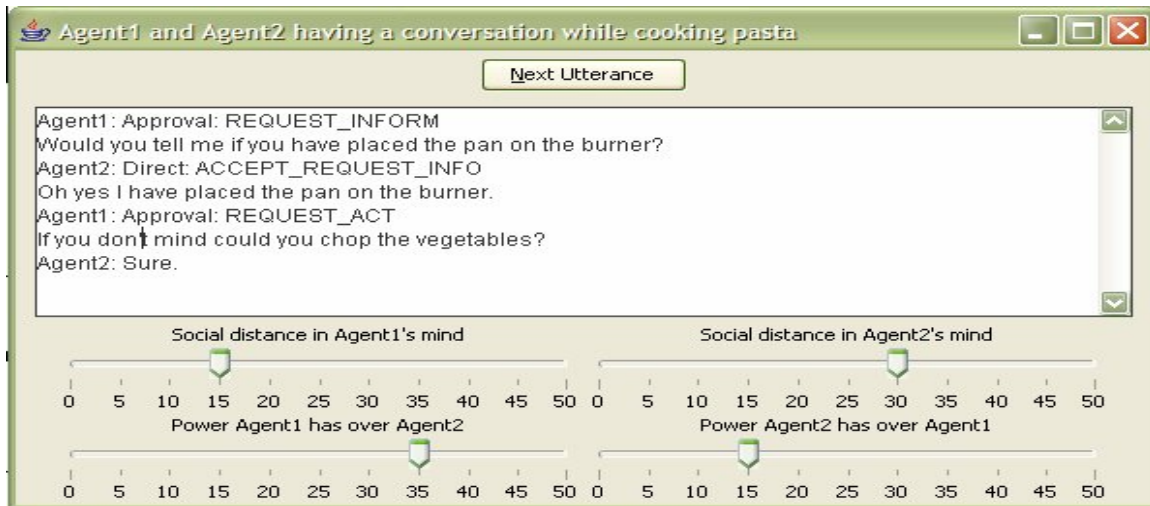 Agent1 and Agent2 having a conversation while cooking pasta
Next Utterance
Agent1: Approval: REQUEST_INFORM
Would you tell me if you have placed the pan on the burner?
Agent2: Direct: ACCEPT_REQUEST_INFO
Oh yes I have placed the pan on the burner.
Agent1: Approval: REQUEST_ACT
If you don't mind could you chop the vegetables?
Agent2: Sure.
Social distance in Agent1's mind Social distance in Agent2's mind
0 5 10 15 20 25 30 35 40 45 50 0 5 10 15 20 25 30 35 40 45 50
Power Agent1 has over Agent2 Power Agent2 has over Agent1
0 5 10 15 20 25 30 35 40 45 50 0 5 10 15 20 25 30 35 40 45 50